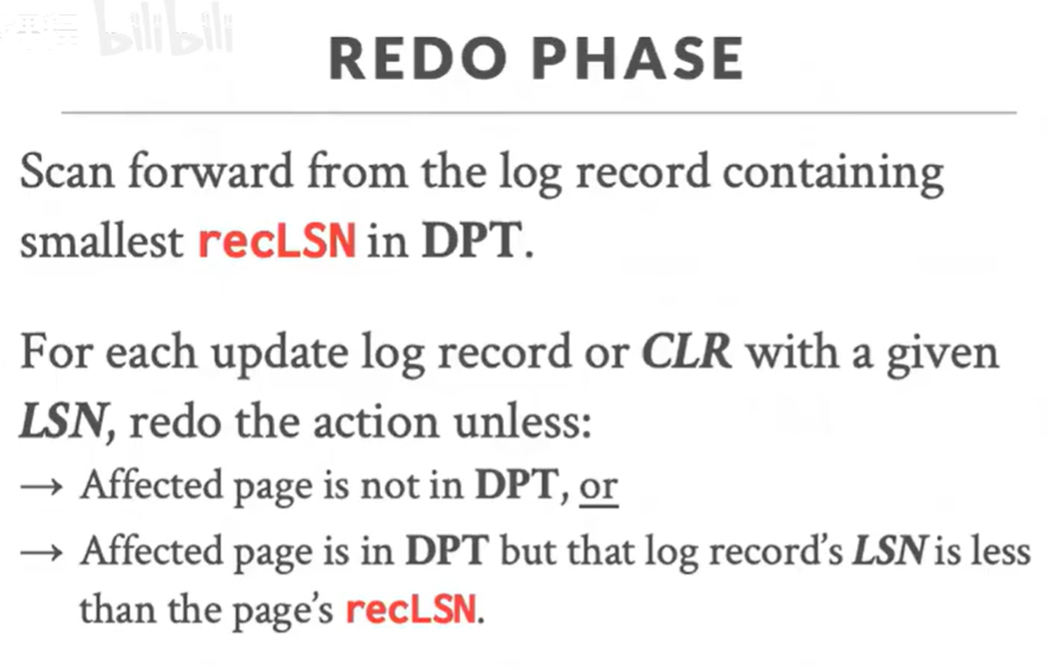 bilibili
REDO PHASE
Scan forward from the log record containing
smallest recLSN in DPT.
For each update log record or CLR with a given
LSN, redo the action unless:
→ Affected page is not in DPT, or
→ Affected page is in DPT but that log record's LSN is less
than the page's recLSN.